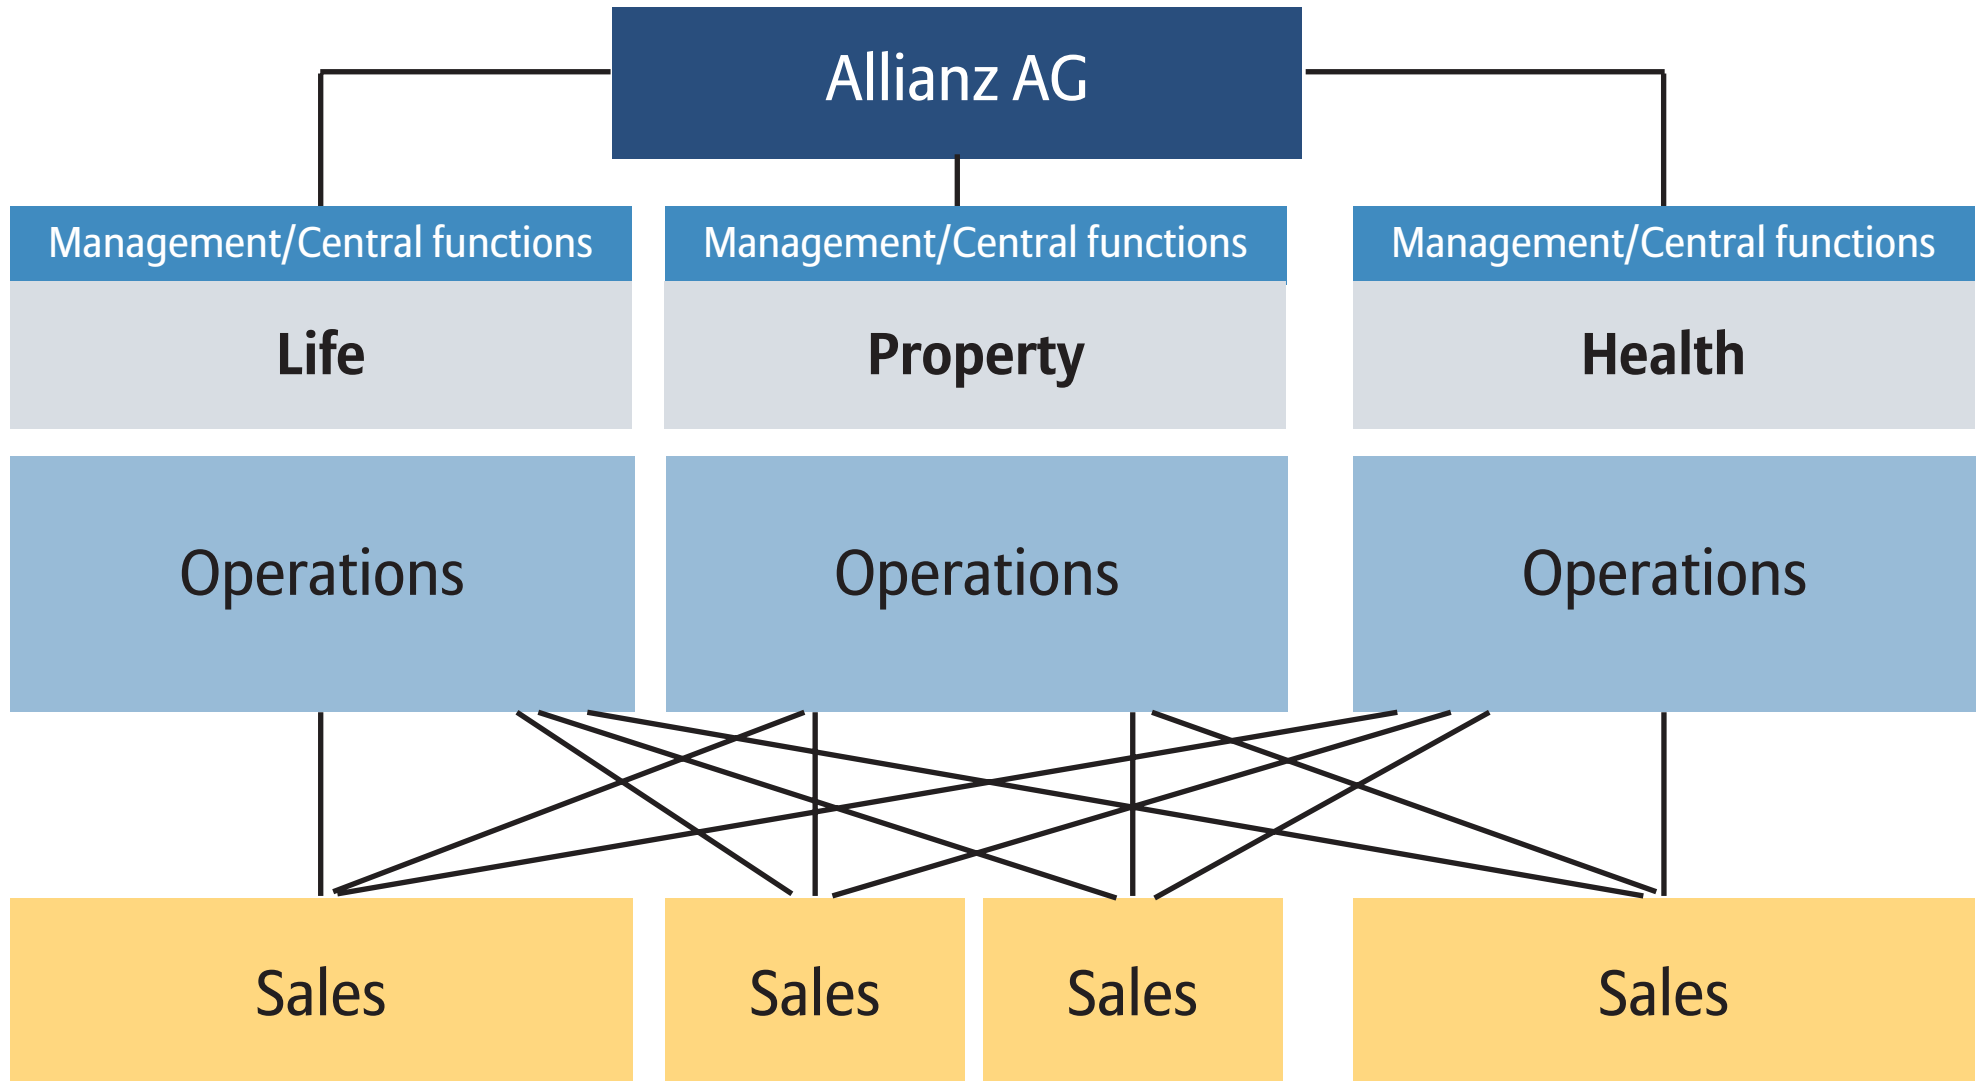 Allianz AG
Management/Central functions
Management/Central functions
Management/Central functions
Life
Property
Health
Operations
Operations
Operations
Sales
Sales
Sales
Sales